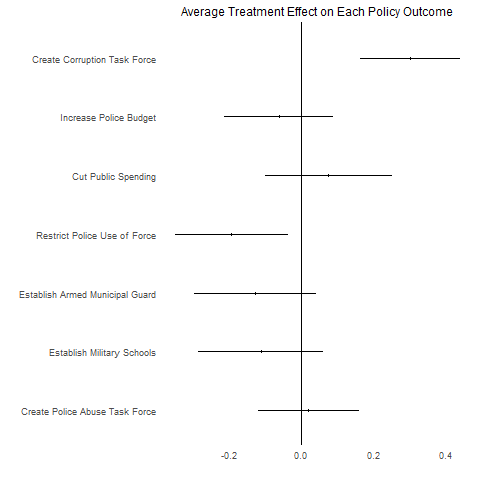 Average Treatment Effect on Each Policy Outcome
Create Corruption Task Force
Increase Police Budget
Cut Public Spending
Restrict Police Use of Force
Establish Armed Municipal Guard
Establish Military Schools
Create Police Abuse Task Force
-0.2 0.0 0.2 0.4